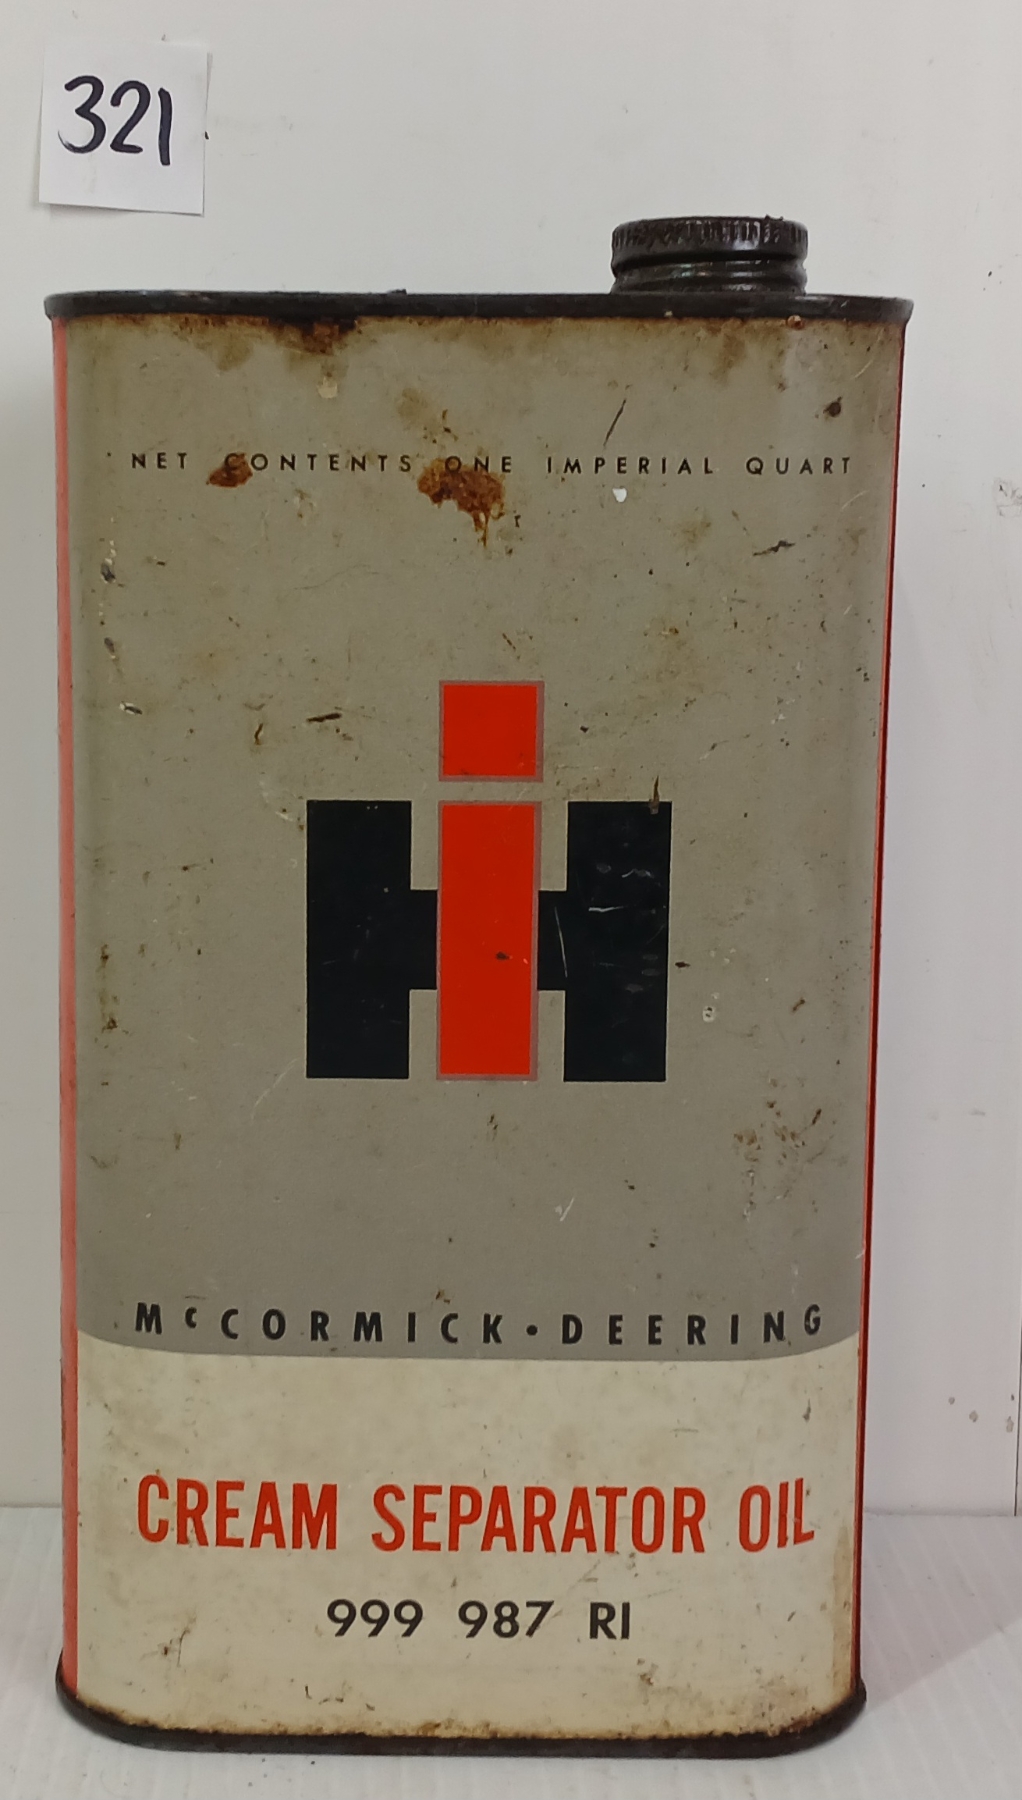 321
NET CONTENTS ONE IMPERIAL QUART
IH
McCORMICK·DEERING
CREAM SEPARATOR OIL
999 987 RI